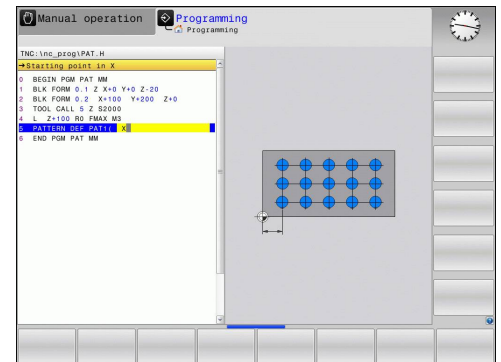 Manual operation
Programming
Programming
TNC:\nc_prog\PAT.H
→Starting point in X
0 BEGIN PGM PAT MM
1 BLK FORM 0.1 Z X+0 Y+0 Z-20
2 BLK FORM 0.2 X+100 Y+200 Z+0
3 TOOL CALL 5 Z S2000
4 L Z+100 R0 FMAX M3
5 PATTERN DEF PAT1( X
6 END PGM PAT MM